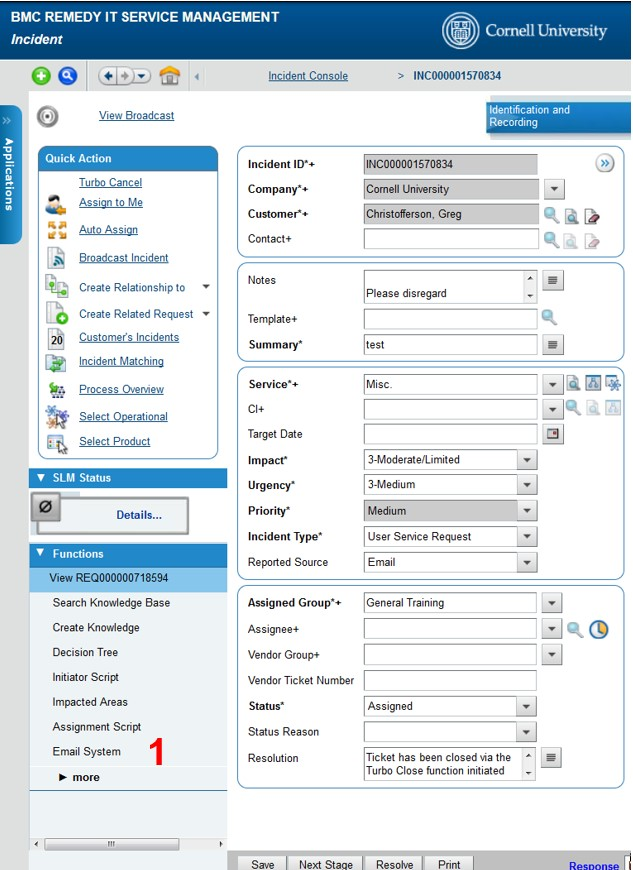 BMC REMEDY IT SERVICE MANAGEMENT
Incident
Cornell University
Incident Console > INC000001570834
Applications
View Broadcast
Identification and
Recording
Quick Action
Turbo Cancel
Assign to Me
Auto Assign
Broadcast Incident
Create Relationship to
Create Related Request
20 Customer's Incidents
Incident Matching
Process Overview
Select Operational
Select Product
SLM Status
Details...
Functions
View REQ000000718594
Search Knowledge Base
Create Knowledge
Decision Tree
Initiator Script
Impacted Areas
Assignment Script
Email System
1
more
Incident ID*+ INC000001570834
Company*+ Cornell University
Customer*+ Christofferson, Greg
Contact+
Notes
Please disregard
Template+
Summary* test
Service*+ Misc.
CI+
Target Date
Impact* 3-Moderate/Limited
Urgency* 3-Medium
Priority* Medium
Incident Type* User Service Request
Reported Source Email
Assigned Group*+ General Training
Assignee+
Vendor Group+
Vendor Ticket Number
Status* Assigned
Status Reason
Resolution Ticket has been closed via the
Turbo Close function initiated
Save Next Stage Resolve Print Response